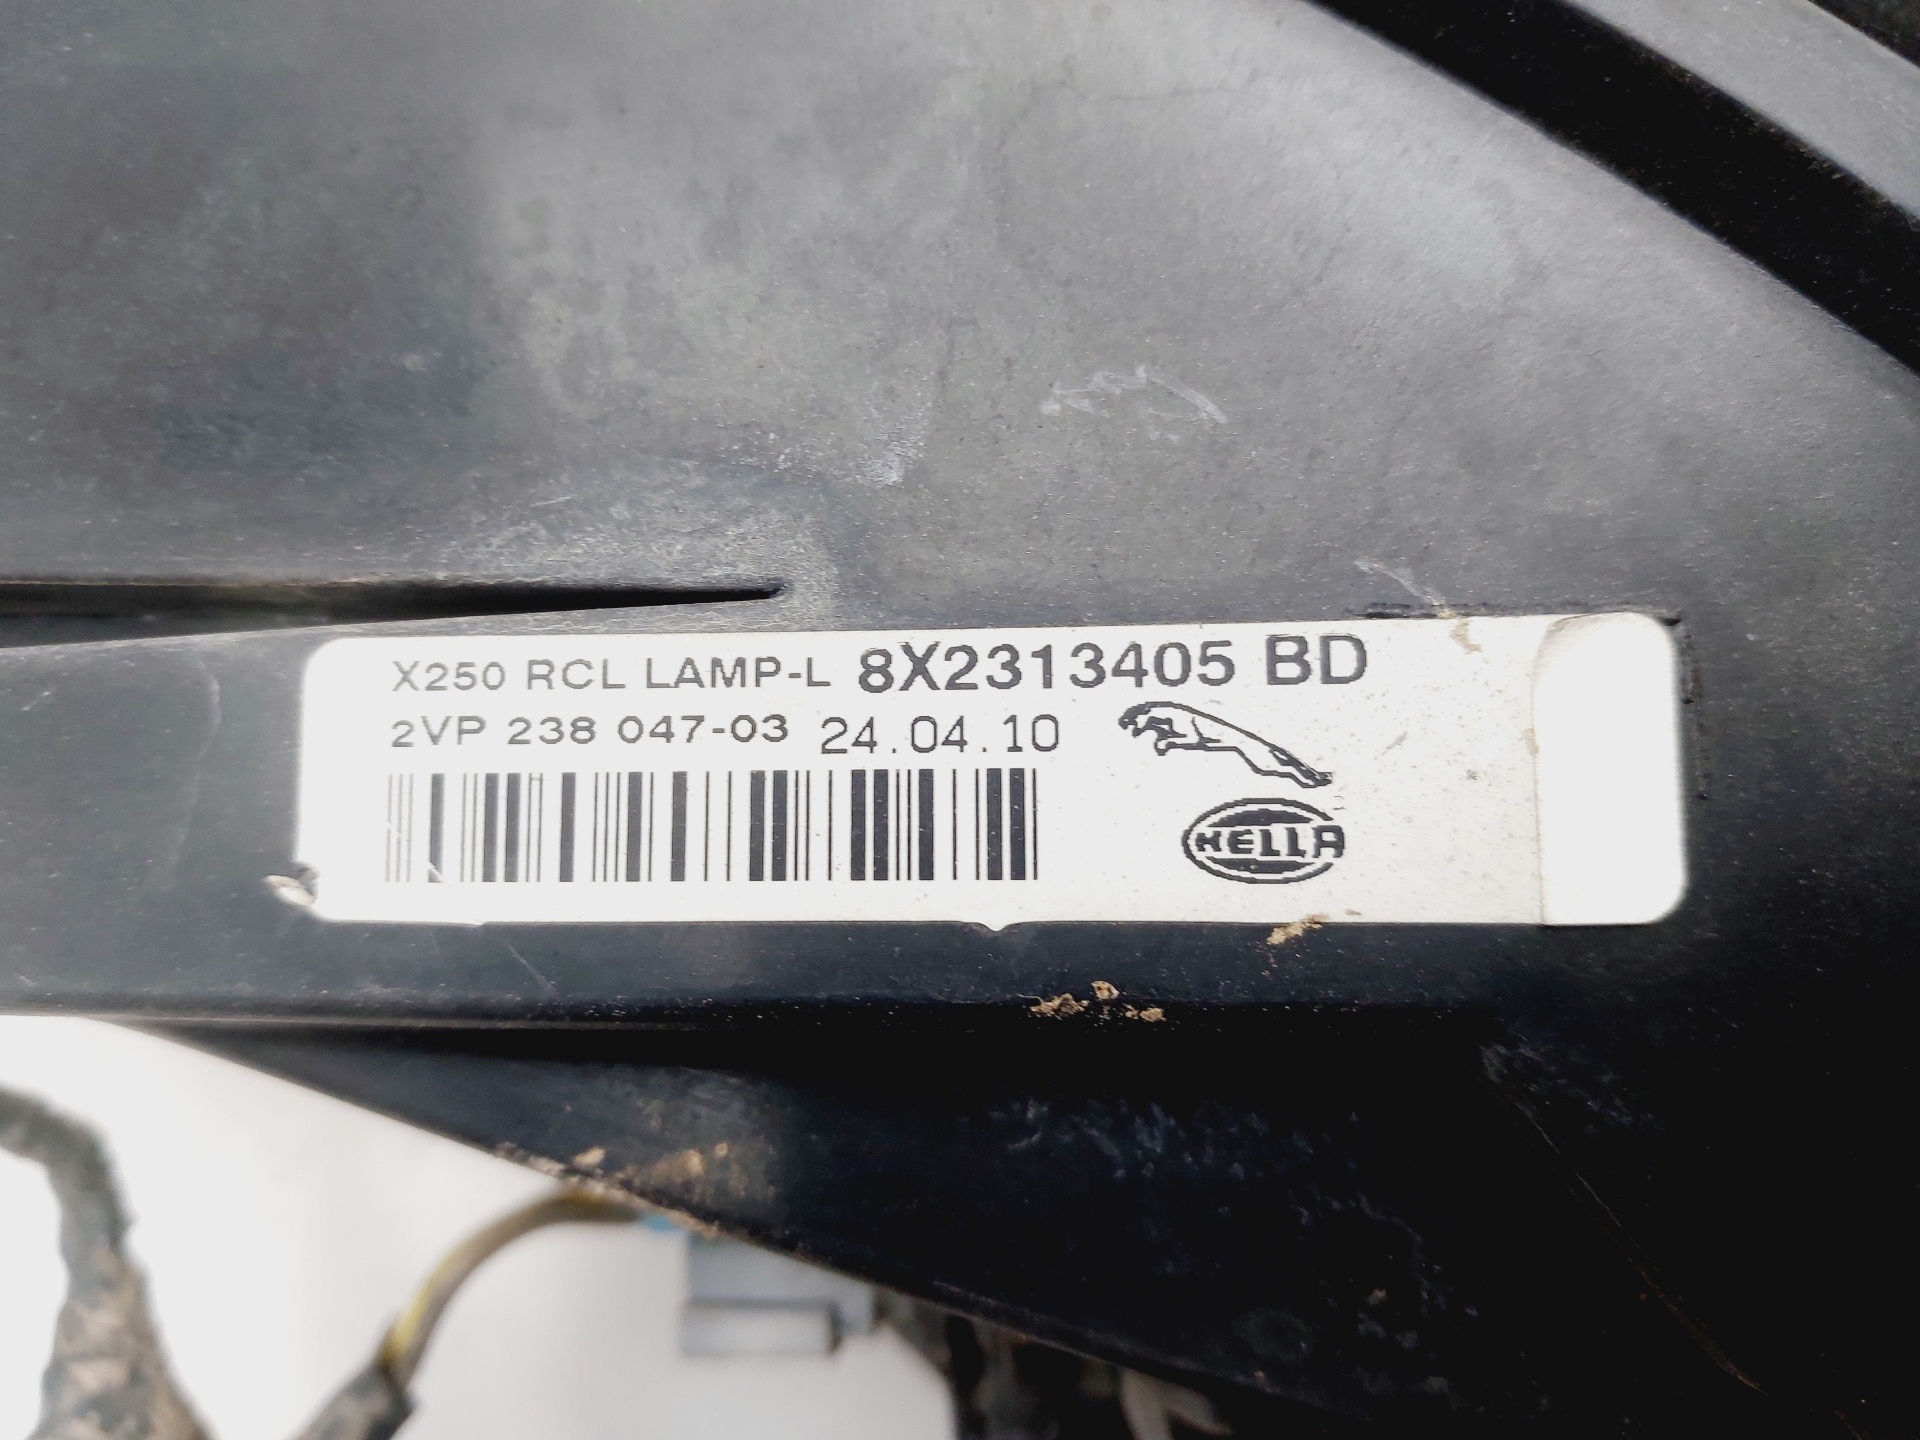 X250 RCL LAMP-L 8X2313405 BD
2VP 238 047-03 24.04.10
HELLA